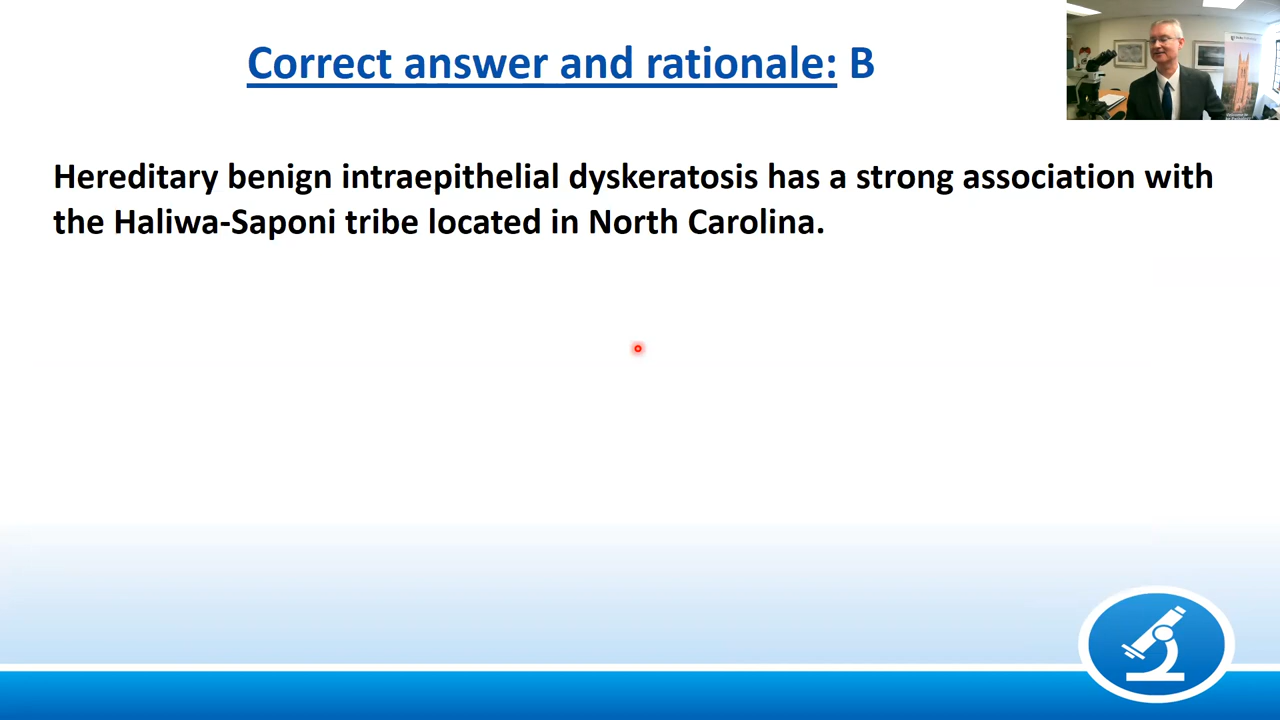 Correct answer and rationale: B
Hereditary benign intraepithelial dyskeratosis has a strong association with
the Haliwa-Saponi tribe located in North Carolina.